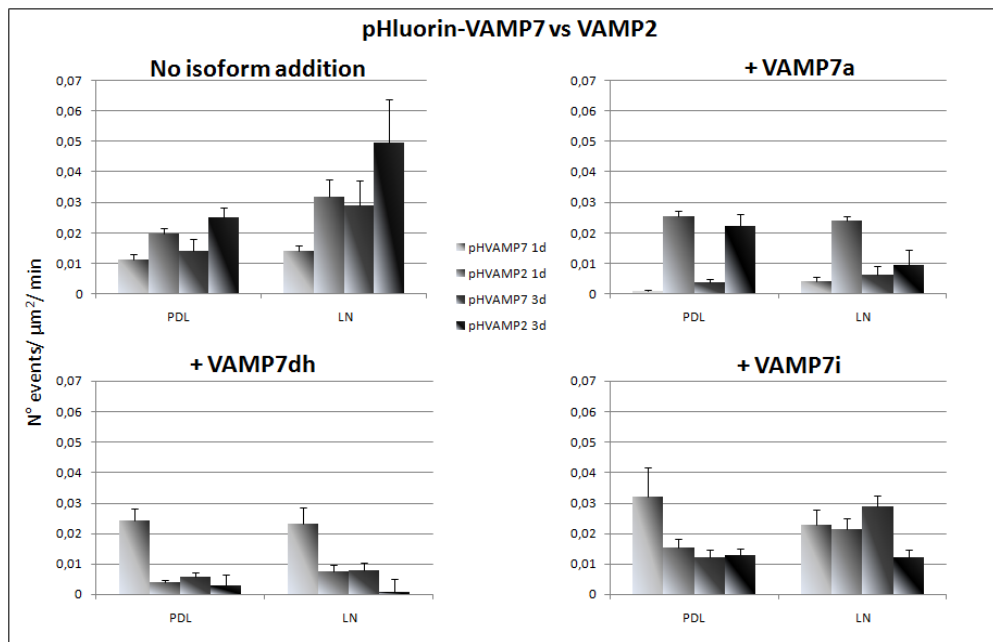 pHluorin-VAMP7 vs VAMP2
N° events/ µm²/ min
No isoform addition
0,07
0,06
0,05
0,04
0,03
0,02
0,01
0
PDL LN
+ VAMP7a
0,07
0,06
0,05
0,04
0,03
0,02
0,01
0
PDL LN
pHVAMP7 1d
pHVAMP2 1d
pHVAMP7 3d
pHVAMP2 3d
+ VAMP7dh
0,07
0,06
0,05
0,04
0,03
0,02
0,01
0
PDL LN
+ VAMP7i
0,07
0,06
0,05
0,04
0,03
0,02
0,01
0
PDL LN